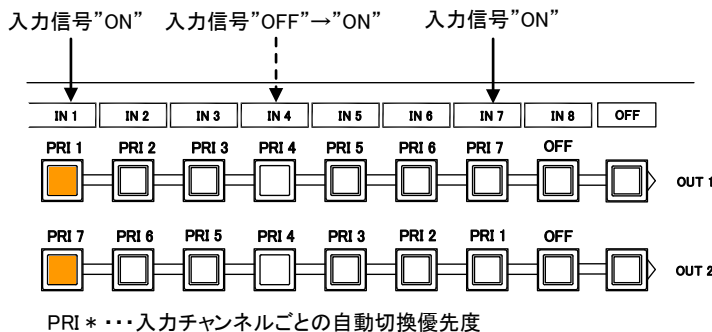 入力信号”ON” 入力信号”OFF”→”ON” 入力信号”ON”
IN 1 IN 2 IN 3 IN 4 IN 5 IN 6 IN 7 IN 8 OFF
PRI 1 PRI 2 PRI 3 PRI 4 PRI 5 PRI 6 PRI 7 OFF
OUT 1
PRI 7 PRI 6 PRI 5 PRI 4 PRI 3 PRI 2 PRI 1 OFF
OUT 2
PRI * ・・・入力チャンネルごとの自動切換優先度